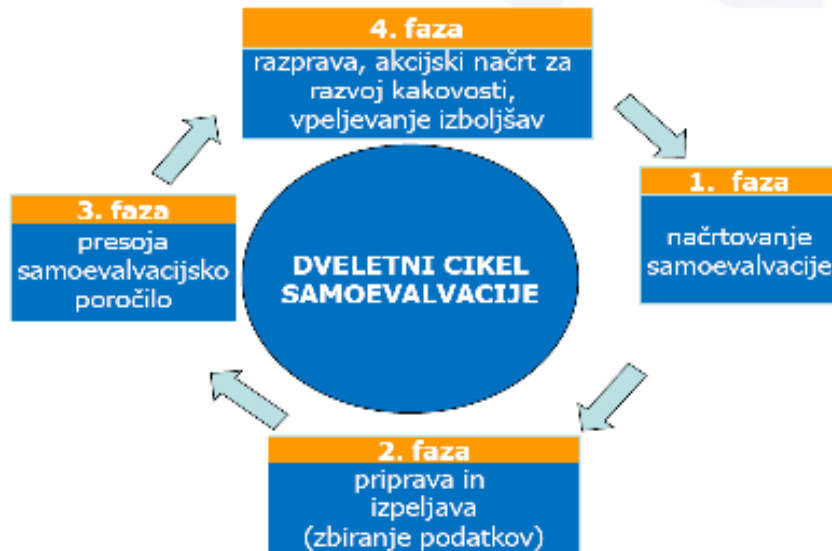 4. faza
razprava, akcijski načrt za
razvoj kakovosti,
vpeljevanje izboljšav
1. faza
načrtovanje
samoevalvacije
3. faza
presoja
samoevalvacijsko
poročilo
DVELETNI CIKEL
SAMOEVALVACIJE
2. faza
priprava in
izpeljava
(zbiranje podatkov)